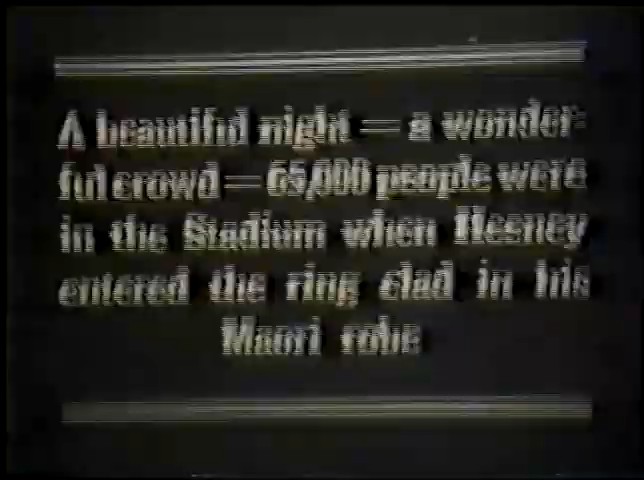 A beautiful night — a wonder-
ful crowd — 65,000 people were
in the Stadium when Heeney
entered the ring clad in his
Maori robe